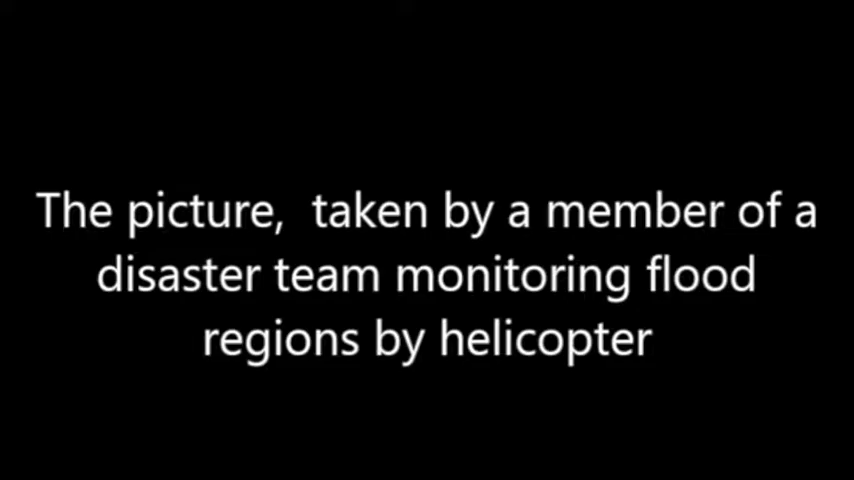 The picture,  taken by a member of a
disaster team monitoring flood
regions by helicopter